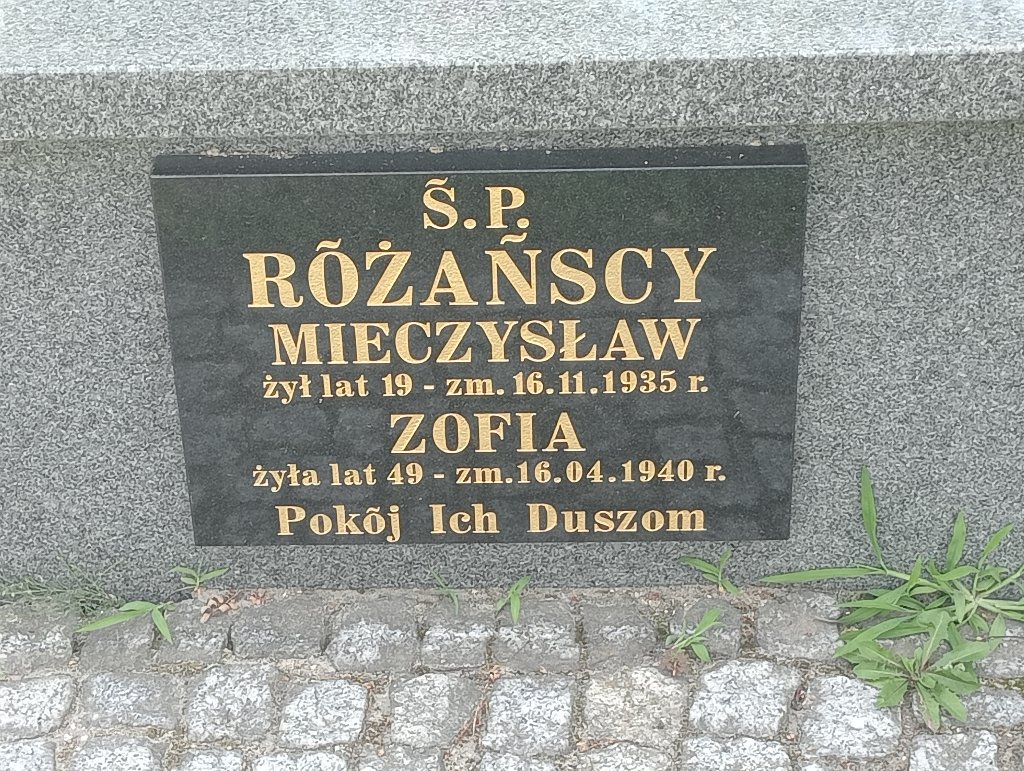 Ś.P.
RÓŻAŃSCY
MIECZYSŁAW
żył lat 19 - zm. 16.11.1935 r.
ZOFIA
żyła lat 49 - zm.16.04.1940 r.
Pokõj Ich Duszom